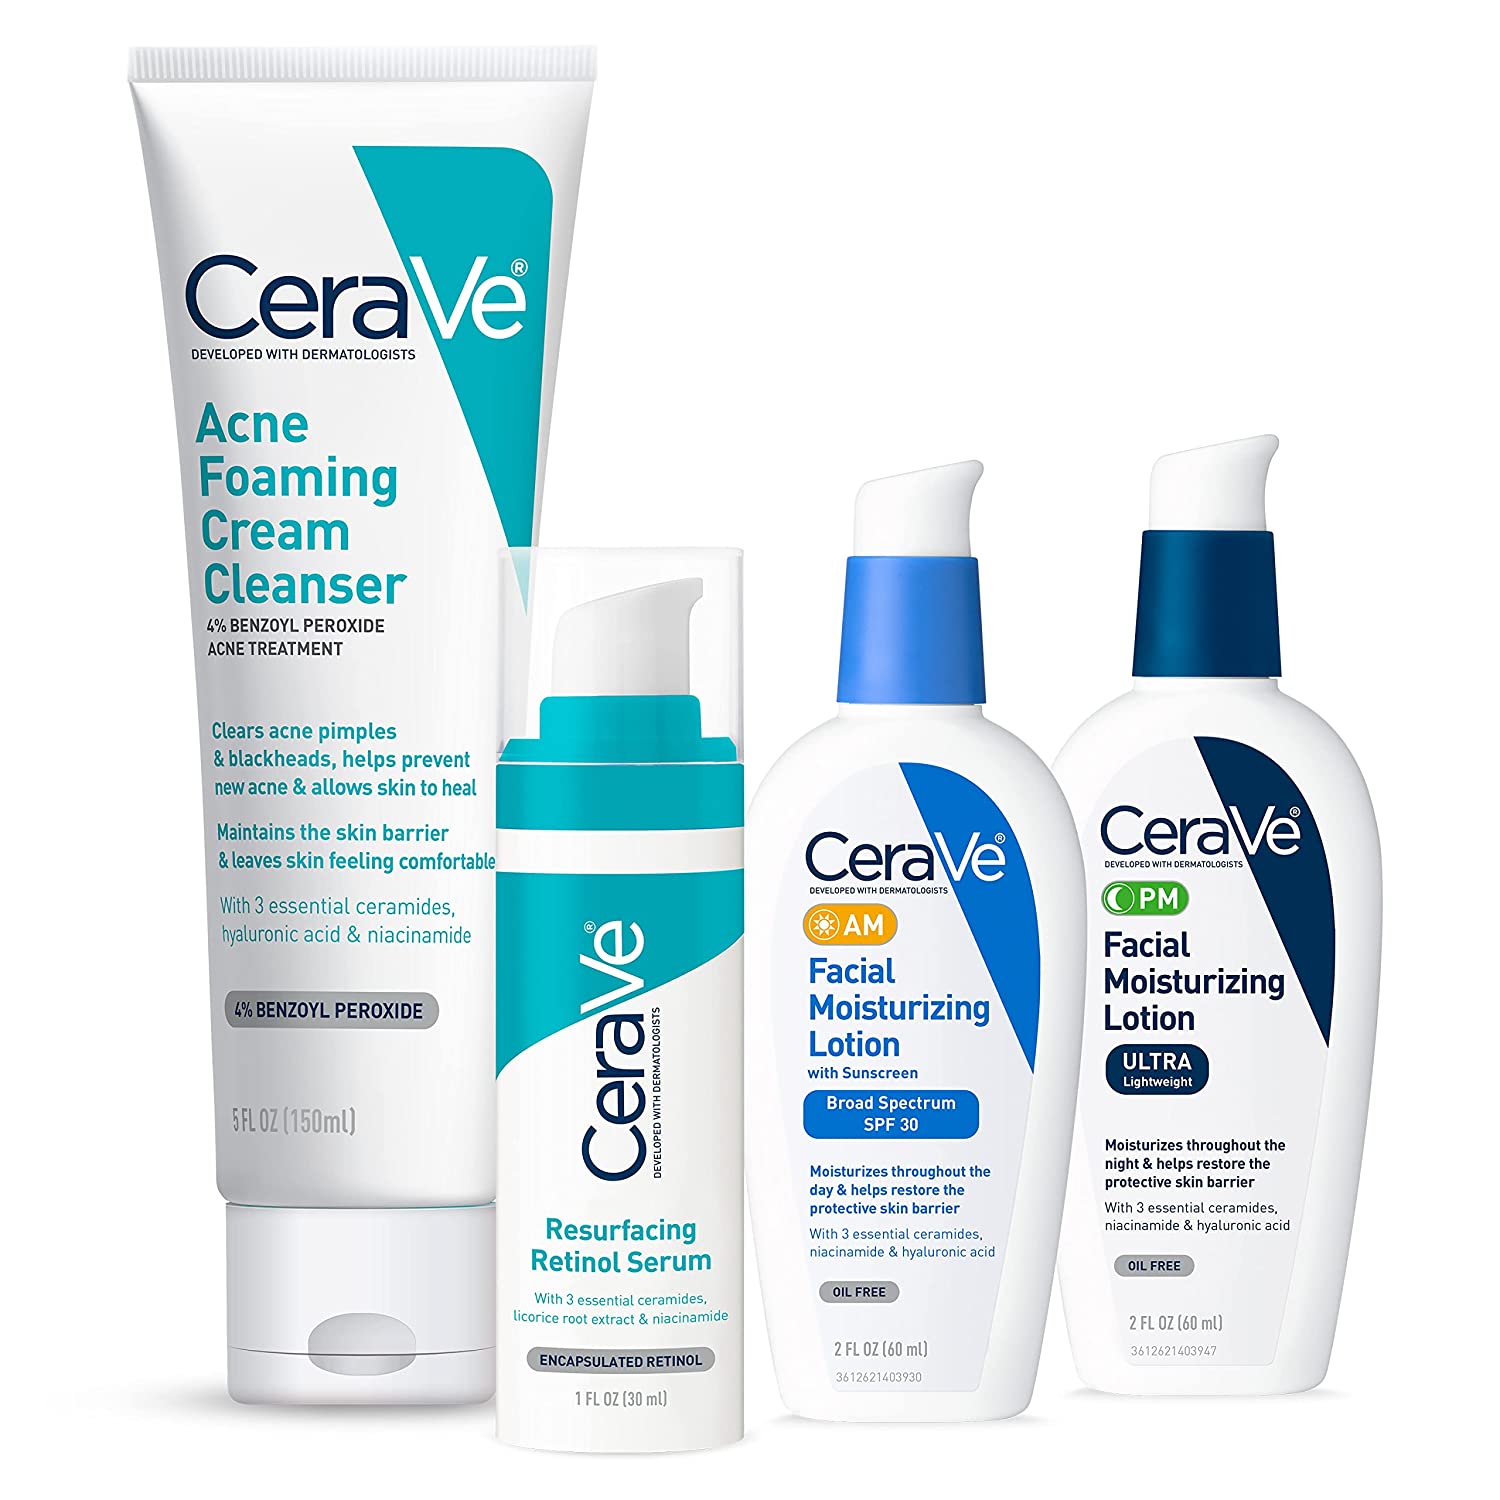 CeraVe®
DEVELOPED WITH DERMATOLOGISTS
Acne
Foaming
Cream
Cleanser
4% BENZOYL PEROXIDE
ACNE TREATMENT
Clears acne pimples
& blackheads, helps prevent
new acne & allows skin to heal
Maintains the skin barrier
& leaves skin feeling comfortable
With 3 essential ceramides,
hyaluronic acid & niacinamide
4% BENZOYL PEROXIDE
5 FL OZ (150ml)
CeraVe®
DEVELOPED WITH DERMATOLOGISTS
Resurfacing
Retinol Serum
With 3 essential ceramides,
licorice root extract & niacinamide
ENCAPSULATED RETINOL
1 FL OZ (30 ml)
CeraVe®
DEVELOPED WITH DERMATOLOGISTS
AM
Facial
Moisturizing
Lotion
with Sunscreen
Broad Spectrum
SPF 30
Moisturizes throughout the
day & helps restore the
protective skin barrier
With 3 essential ceramides,
niacinamide & hyaluronic acid
OIL FREE
2 FL OZ (60 ml)
3612621403930
CeraVe®
DEVELOPED WITH DERMATOLOGISTS
PM
Facial
Moisturizing
Lotion
ULTRA
Lightweight
Moisturizes throughout the
night & helps restore the
protective skin barrier
With 3 essential ceramides,
niacinamide & hyaluronic acid
OIL FREE
2 FL OZ (60 ml)
3612621403947